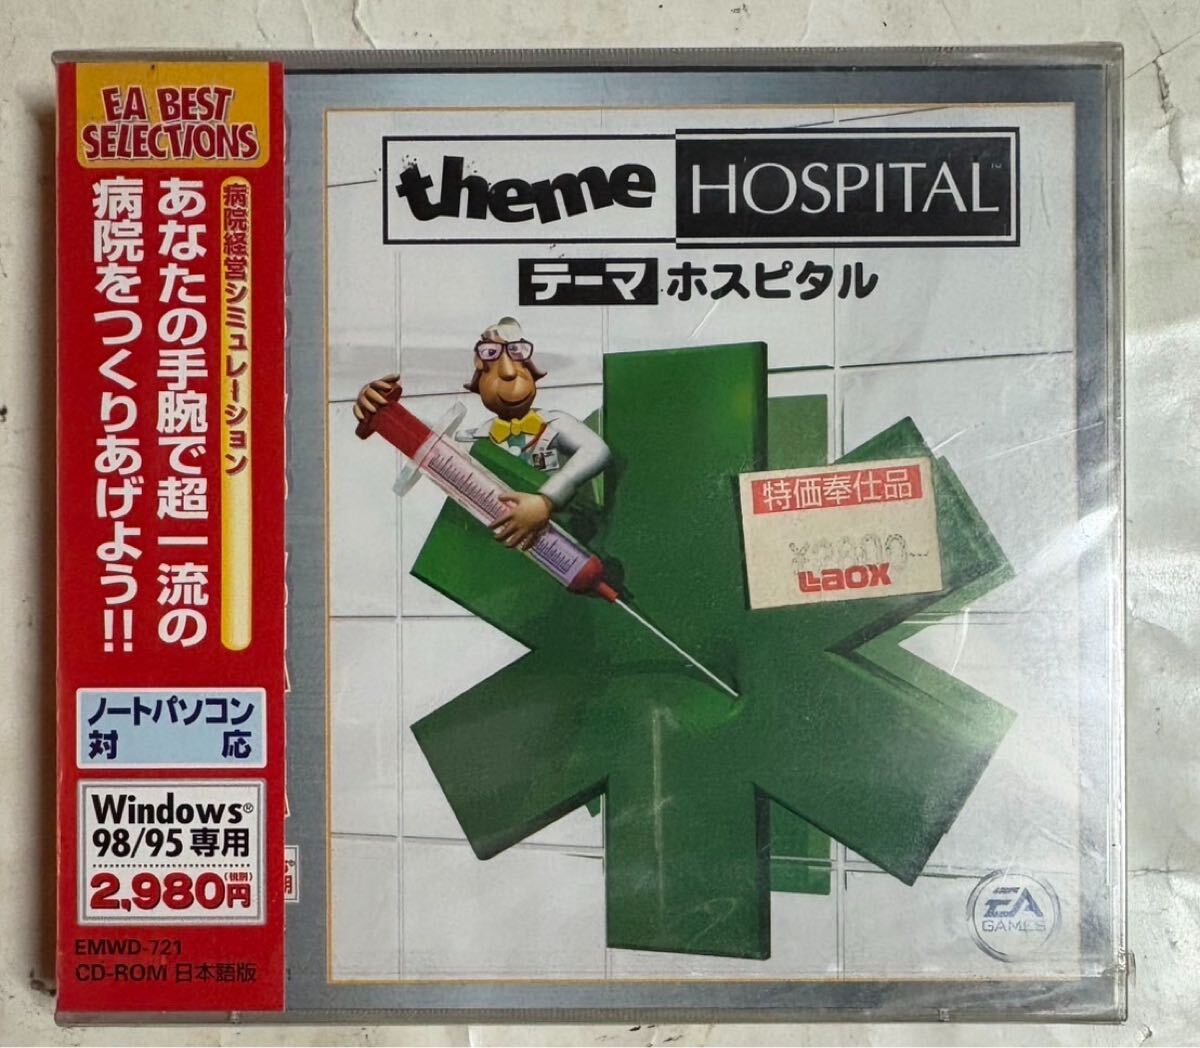 EA BEST
SELECTIONS
病院経営シミュレーション
あなたの手腕で超一流の
病院をつくりあげよう!!
ノートパソコン
対応
Windows®
98/95専用
2,980円
(税別)
EMWD-721
CD-ROM 日本語版
theme HOSPITAL™
テーマホスピタル
特価奉仕品
Laox
EA
GAMES